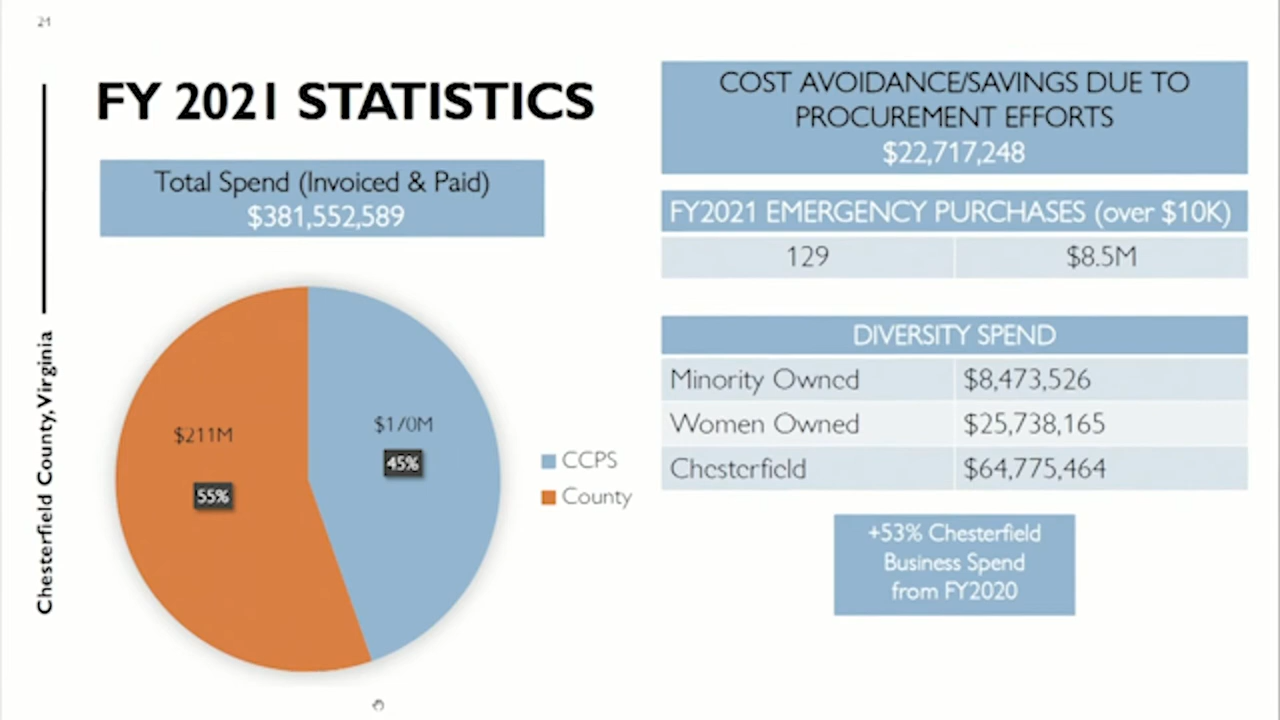 24
FY 2021 STATISTICS
Total Spend (Invoiced & Paid)
$381,552,589
$211M
55%
$170M
45%
CCPS
County
Chesterfield County, Virginia
COST AVOIDANCE/SAVINGS DUE TO
PROCUREMENT EFFORTS
$22,717,248
FY2021 EMERGENCY PURCHASES (over $10K)
129 $8.5M
DIVERSITY SPEND
Minority Owned $8,473,526
Women Owned $25,738,165
Chesterfield $64,775,464
+53% Chesterfield
Business Spend
from FY2020